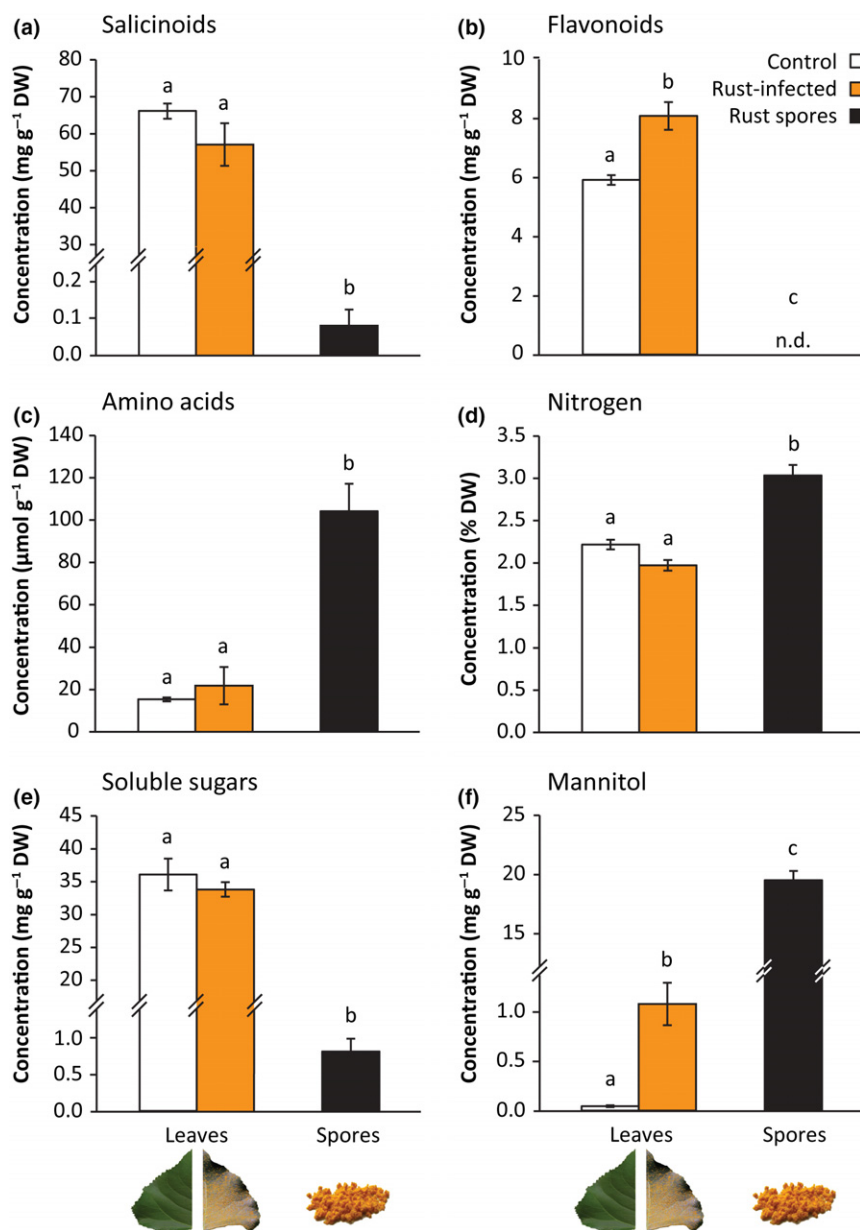 (a) Salicinoids
Concentration (mg g⁻¹ DW)
80
70
60
50
40
30
0.2
0.1
0.0
a
a
b
(b) Flavonoids
Concentration (mg g⁻¹ DW)
10
8
6
4
2
0
a
b
c
n.d.
Control
Rust-infected
Rust spores
(c) Amino acids
Concentration (µmol g⁻¹ DW)
140
120
100
80
60
40
20
0
a
a
b
(d) Nitrogen
Concentration (% DW)
3.5
3.0
2.5
2.0
1.5
1.0
0.5
0.0
a
a
b
(e) Soluble sugars
Concentration (mg g⁻¹ DW)
45
40
35
30
25
20
1.0
0.5
0.0
a
a
b
Leaves Spores
(f) Mannitol
Concentration (mg g⁻¹ DW)
25
20
15
1.0
0.5
0.0
a
b
c
Leaves Spores